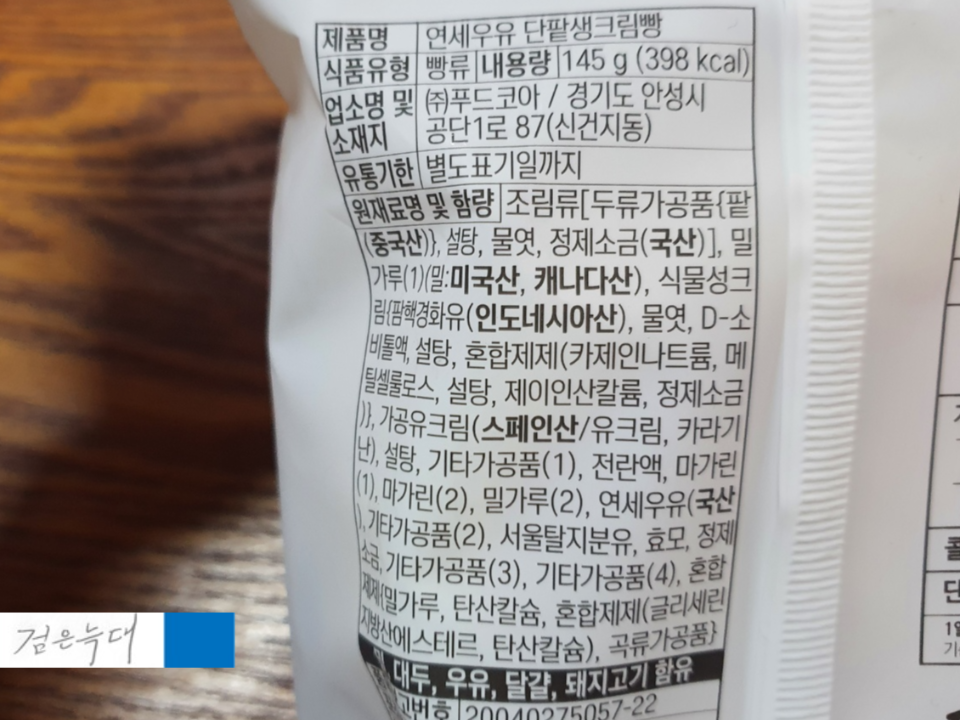 제품명 연세우유 단팥생크림빵
식품유형 빵류 내용량 145 g (398 kcal)
업소명 및 소재지 ㈜푸드코아 / 경기도 안성시
공단1로 87(신건지동)
유통기한 별도표기일까지
원재료명 및 함량 조림류[두류가공품{팥
(중국산)}, 설탕, 물엿, 정제소금(국산)], 밀
가루(1)(밀:미국산, 캐나다산), 식물성크
림{팜핵경화유(인도네시아산), 물엿, D-소
비톨액, 설탕, 혼합제제(카제인나트륨, 메
틸셀룰로스, 설탕, 제이인산칼륨, 정제소금
)}, 가공유크림(스페인산/유크림, 카라기
난), 설탕, 기타가공품(1), 전란액, 마가린
(1), 마가린(2), 밀가루(2), 연세우유(국산
), 기타가공품(2), 서울탈지분유, 효모, 정제
소금, 기타가공품(3), 기타가공품(4), 혼합
제제{밀가루, 탄산칼슘, 혼합제제(글리세린
지방산에스테르, 탄산칼슘), 곡류가공품}
대두, 우유, 달걀, 돼지고기 함유
고번호 20040275057-22
콜
단
1일
검은늑대